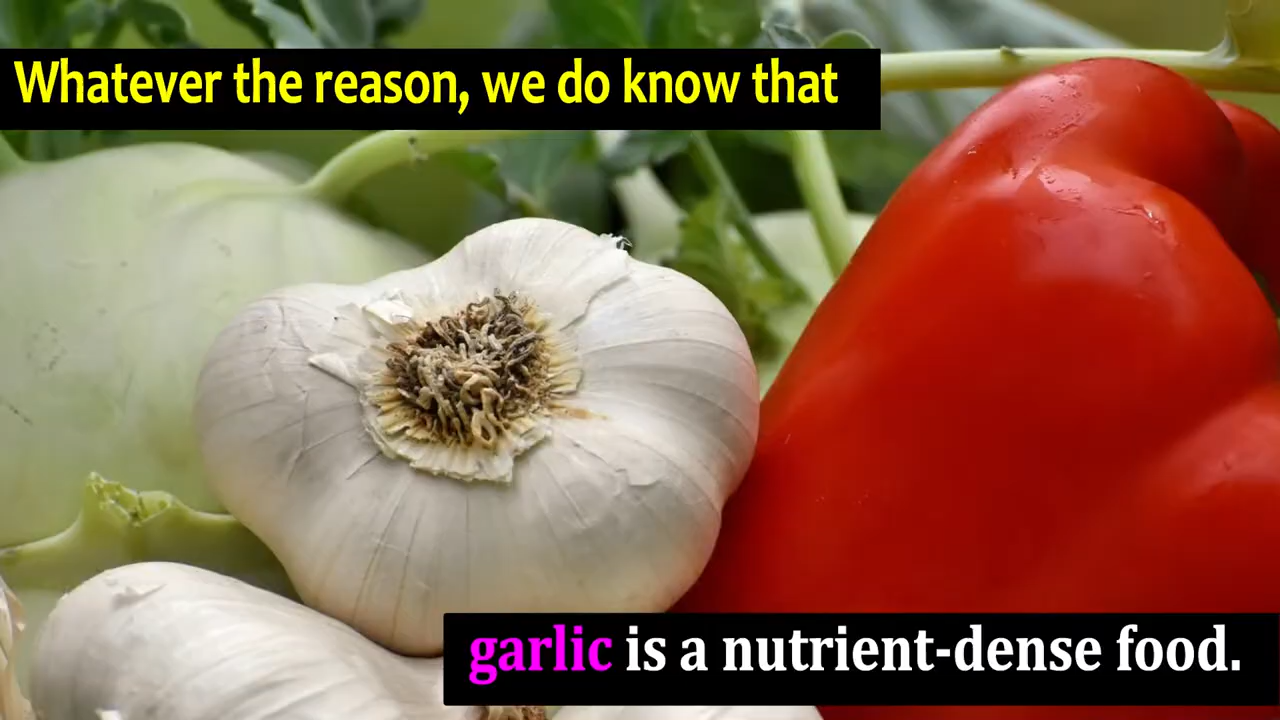 Whatever the reason, we do know that
garlic is a nutrient-dense food.